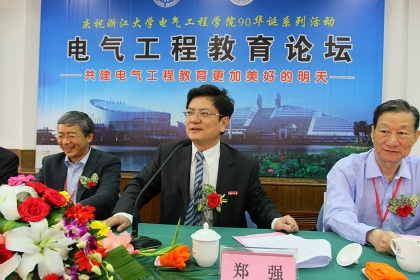 庆祝浙江大学电气工程学院90华诞系列活动
电气工程教育论坛
——共建电气工程教育更加美好的明天——
郑 强